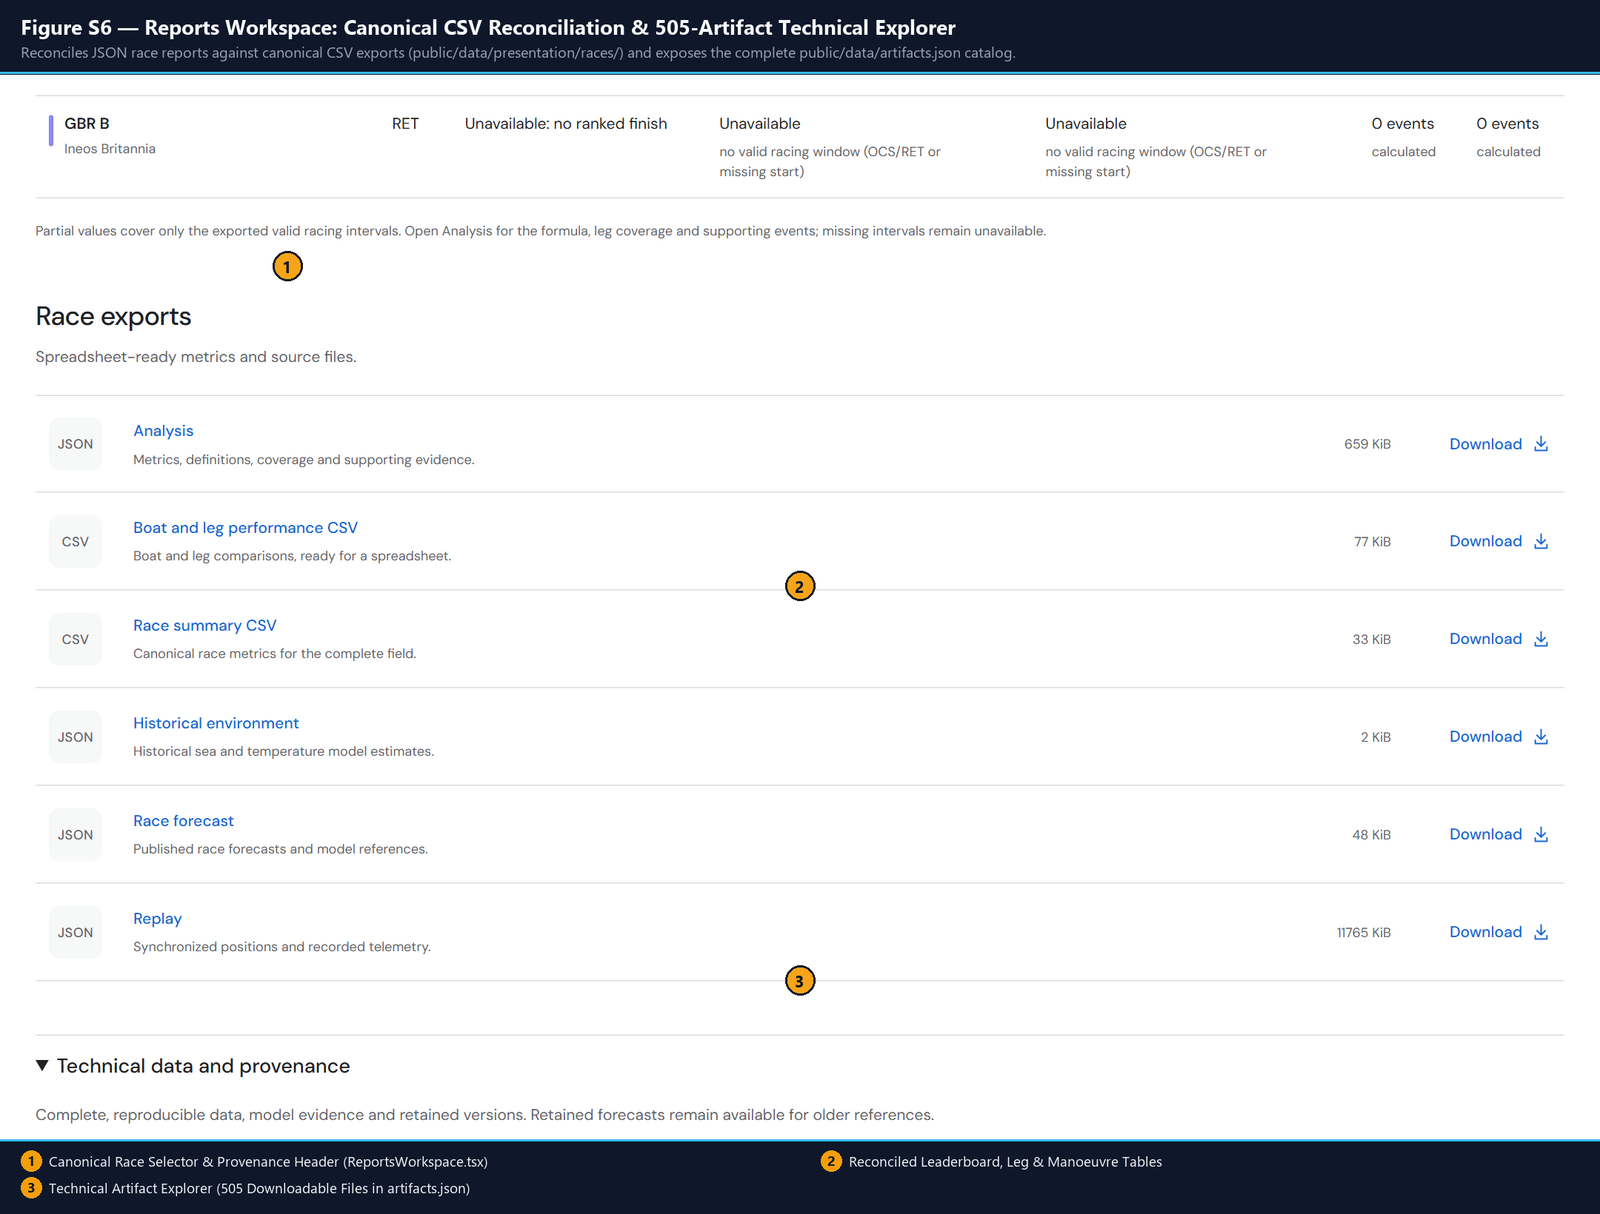 Figure S6 — Reports Workspace: Canonical CSV Reconciliation & 505-Artifact Technical Explorer
Reconciles JSON race reports against canonical CSV exports (public/data/presentation/races/) and exposes the complete public/data/artifacts.json catalog.
GBR B
Ineos Britannia
RET
Unavailable: no ranked finish
Unavailable
no valid racing window (OCS/RET or
missing start)
Unavailable
no valid racing window (OCS/RET or
missing start)
0 events
calculated
0 events
calculated
Partial values cover only the exported valid racing intervals. Open Analysis for the formula, leg coverage and supporting events; missing intervals remain unavailable.
1
Race exports
Spreadsheet-ready metrics and source files.
JSON
Analysis
Metrics, definitions, coverage and supporting evidence.
659 KiB
Download
CSV
Boat and leg performance CSV
Boat and leg comparisons, ready for a spreadsheet.
77 KiB
Download
2
CSV
Race summary CSV
Canonical race metrics for the complete field.
33 KiB
Download
JSON
Historical environment
Historical sea and temperature model estimates.
2 KiB
Download
JSON
Race forecast
Published race forecasts and model references.
48 KiB
Download
JSON
Replay
Synchronized positions and recorded telemetry.
11765 KiB
Download
3
▼ Technical data and provenance
Complete, reproducible data, model evidence and retained versions. Retained forecasts remain available for older references.
1 Canonical Race Selector & Provenance Header (ReportsWorkspace.tsx)
2 Reconciled Leaderboard, Leg & Manoeuvre Tables
3 Technical Artifact Explorer (505 Downloadable Files in artifacts.json)